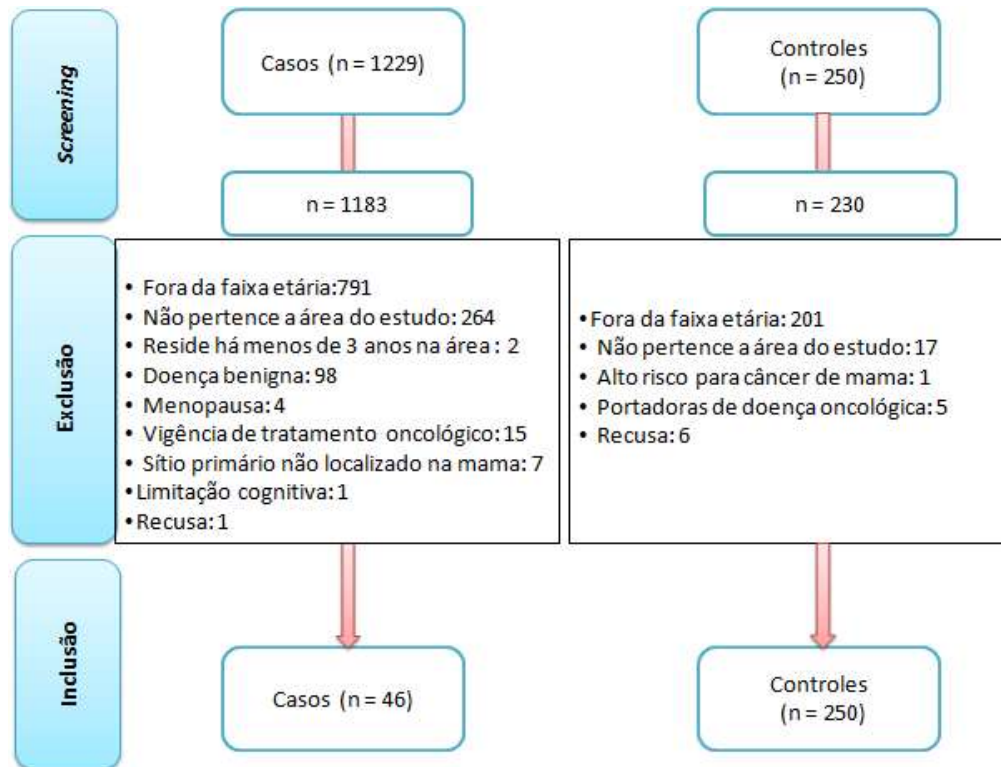 Screening
Casos (n = 1229)
Controles
(n = 250)
n = 1183
n = 230
Exclusão
• Fora da faixa etária:791
• Não pertence a área do estudo: 264
• Reside há menos de 3 anos na área : 2
• Doença benigna: 98
• Menopausa: 4
• Vigência de tratamento oncológico: 15
• Sítio primário não localizado na mama: 7
• Limitação cognitiva: 1
• Recusa: 1
• Fora da faixa etária: 201
• Não pertence a área do estudo: 17
• Alto risco para câncer de mama: 1
• Portadoras de doença oncológica: 5
• Recusa: 6
Inclusão
Casos (n = 46)
Controles
(n = 250)